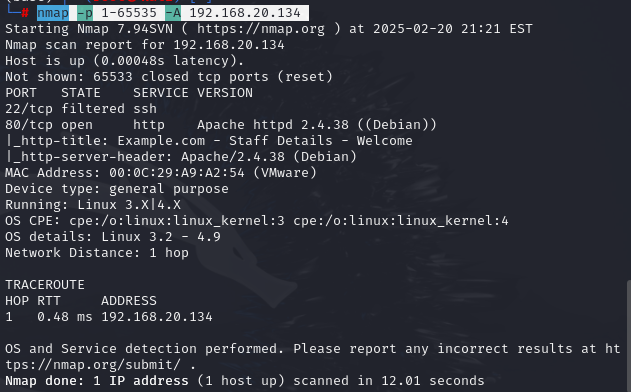 └─# nmap -p 1-65535 -A 192.168.20.134
Starting Nmap 7.94SVN ( https://nmap.org ) at 2025-02-20 21:21 EST
Nmap scan report for 192.168.20.134
Host is up (0.00048s latency).
Not shown: 65533 closed tcp ports (reset)
PORT   STATE    SERVICE VERSION
22/tcp filtered ssh
80/tcp open     http    Apache httpd 2.4.38 ((Debian))
|_http-title: Example.com - Staff Details - Welcome
|_http-server-header: Apache/2.4.38 (Debian)
MAC Address: 00:0C:29:A9:A2:54 (VMware)
Device type: general purpose
Running: Linux 3.X|4.X
OS CPE: cpe:/o:linux:linux_kernel:3 cpe:/o:linux:linux_kernel:4
OS details: Linux 3.2 - 4.9
Network Distance: 1 hop
TRACEROUTE
HOP RTT     ADDRESS
1   0.48 ms 192.168.20.134
OS and Service detection performed. Please report any incorrect results at ht
tps://nmap.org/submit/ .
Nmap done: 1 IP address (1 host up) scanned in 12.01 seconds